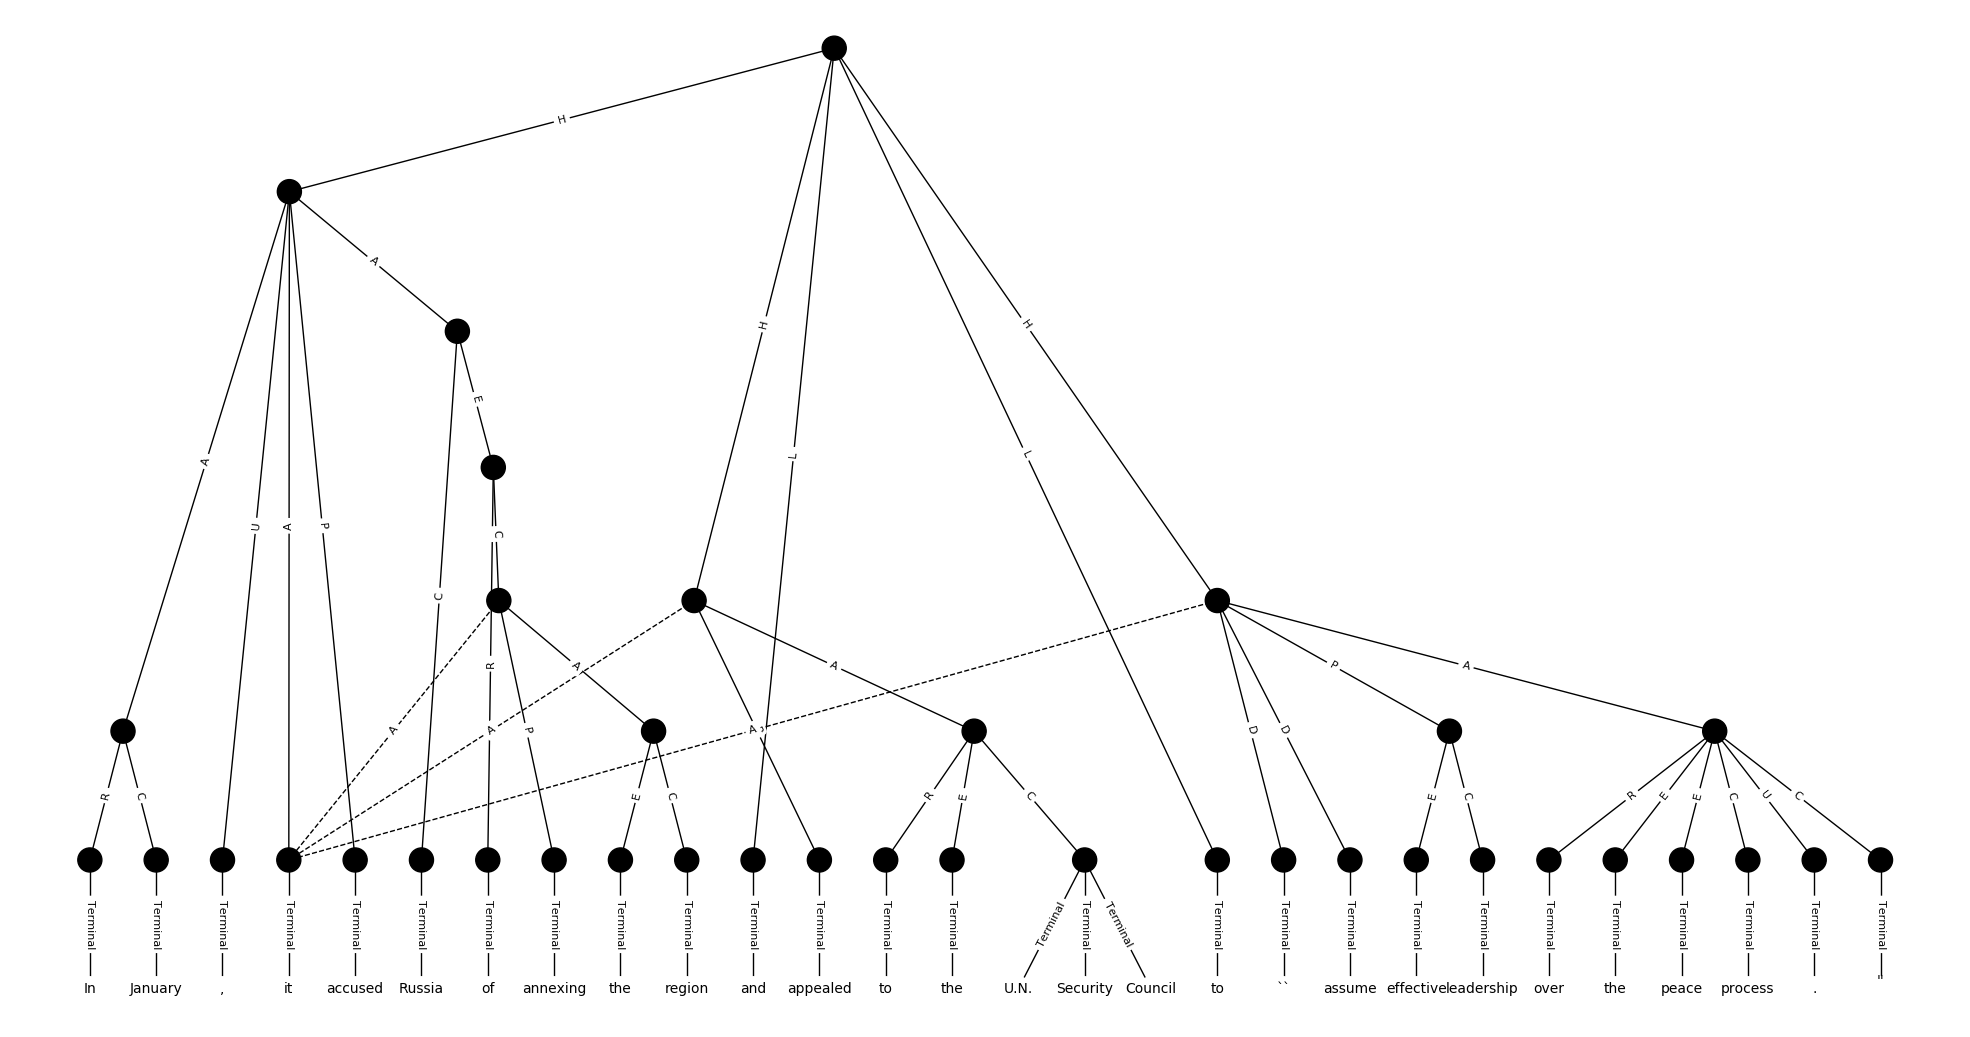 H
A
H
E
H
L
L
A
U
A
P
C
C
R
A
A
P
A
A
P
A
A
P
D
D
R
C
E
C
R
E
C
E
C
R
E
E
C
U
C
Terminal Terminal Terminal Terminal Terminal Terminal Terminal Terminal Terminal Terminal Terminal Terminal Terminal Terminal Terminal Terminal Terminal Terminal Terminal Terminal Terminal Terminal Terminal Terminal Terminal Terminal Terminal Terminal
In January , it accused Russia of annexing the region and appealed to the U.N. Security Council to `` assume effective leadership over the peace process . "